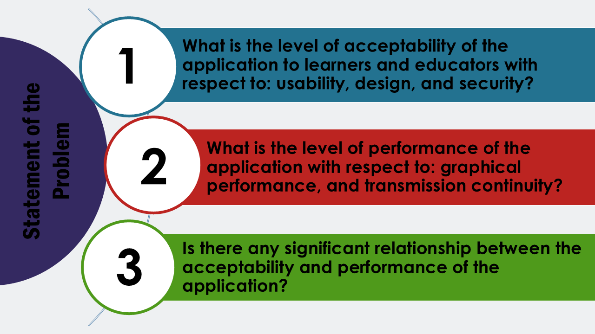 Statement of the
Problem
1
What is the level of acceptability of the
application to learners and educators with
respect to: usability, design, and security?
2
What is the level of performance of the
application with respect to: graphical
performance, and transmission continuity?
3
Is there any significant relationship between the
acceptability and performance of the
application?